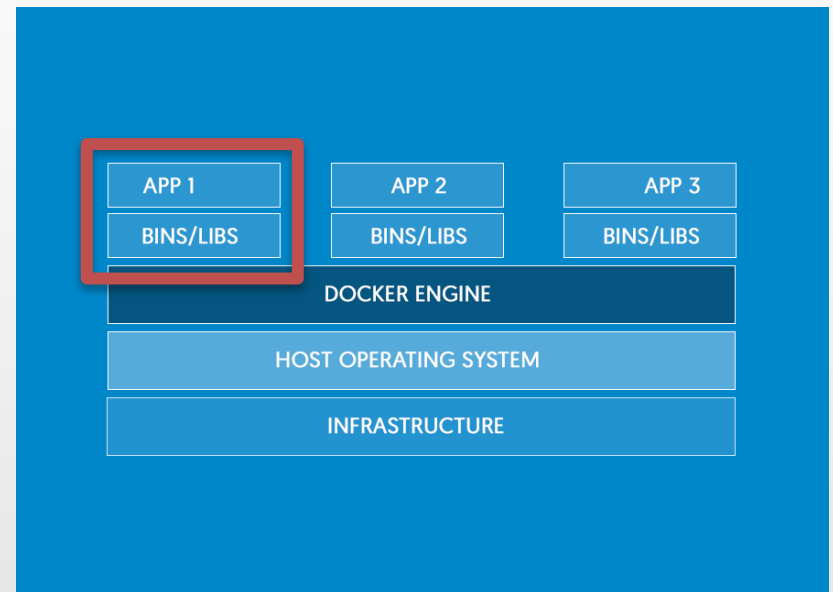 APP 1 APP 2 APP 3
BINS/LIBS BINS/LIBS BINS/LIBS
DOCKER ENGINE
HOST OPERATING SYSTEM
INFRASTRUCTURE